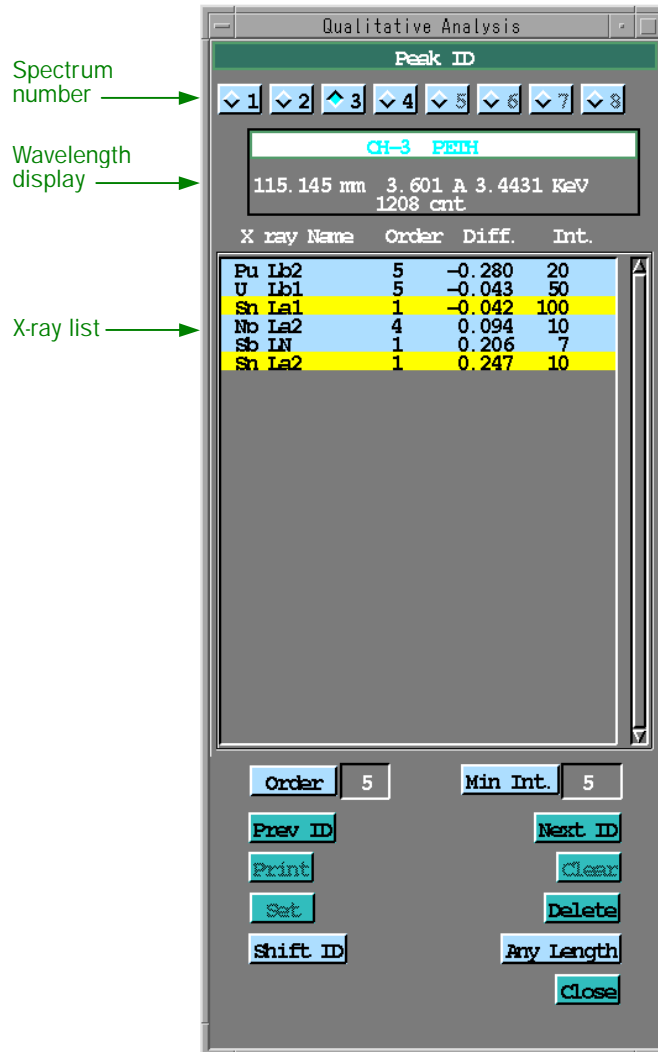 Qualitative Analysis
Peak ID
Spectrum
number
1 2 3 4 5 6 7 8
CH-3 PETH
Wavelength
display
115.145 mm 3.601 A 3.4431 KeV
1208 cnt
X ray Name Order Diff. Int.
Pu Lb2 5 -0.280 20
U Lb1 5 -0.043 50
Sn La1 1 -0.042 100
X-ray list
Nb La2 4 0.094 10
Sb LN 1 0.206 7
Sn La2 1 0.247 10
Order 5 Min Int. 5
Prev ID Next ID
Print Clear
Set Delete
Shift ID Any Length
Close